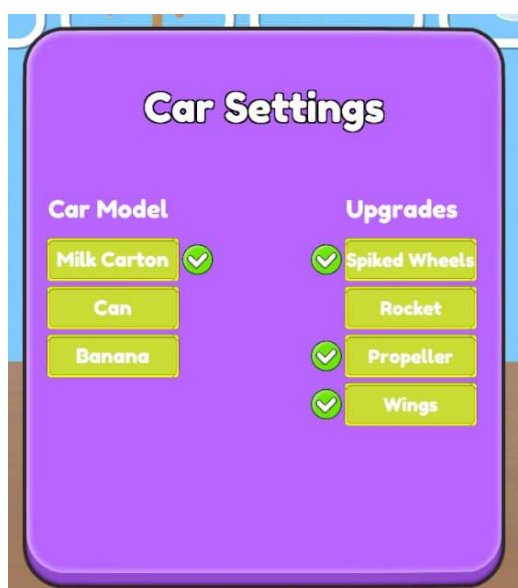 Car Settings
Car Model
Milk Carton
Can
Banana
Upgrades
Spiked Wheels
Rocket
Propeller
Wings